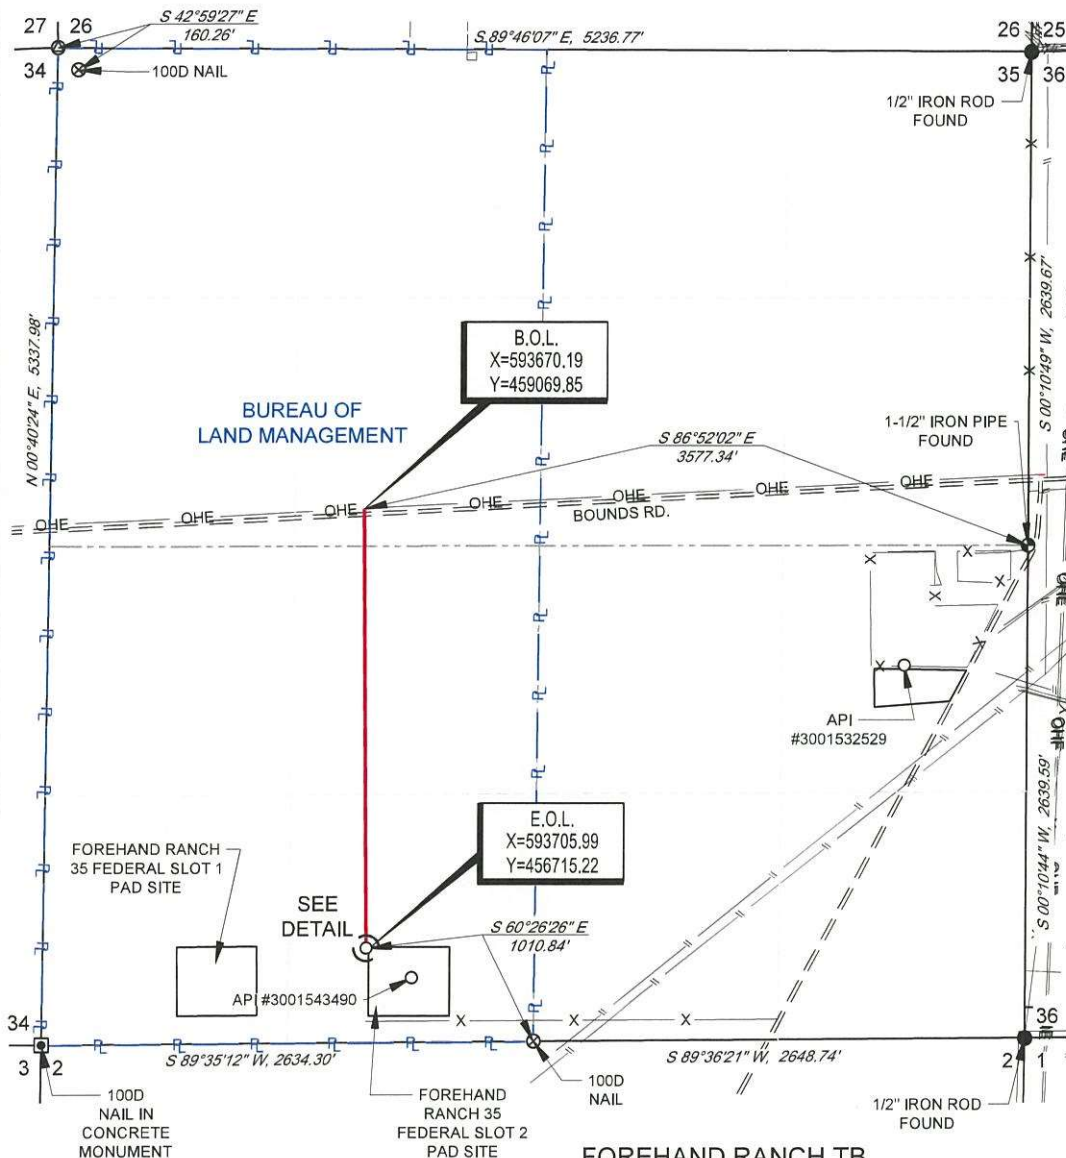 S 42°59'27" E
160.26'
27 26
34
100D NAIL
S 89°46'07" E, 5236.77'
26 25
35 36
1/2" IRON ROD
FOUND
N 00°40'24" E, 5337.98'
S 00°10'49" W, 2639.67'
B.O.L.
X=593670.19
Y=459069.85
BUREAU OF
LAND MANAGEMENT
S 86°52'02" E
3577.34'
1-1/2" IRON PIPE
FOUND
OHE OHE OHE OHE OHE OHE OHE
BOUNDS RD.
OHE
OHE
OHE
API
#3001532529
S 00°10'44" W, 2639.59'
E.O.L.
X=593705.99
Y=456715.22
FOREHAND RANCH
35 FEDERAL SLOT 1
PAD SITE
SEE
DETAIL
S 60°26'26" E
1010.84'
API #3001543490
34
3 2
S 89°35'12" W, 2634.30'
S 89°36'21" W, 2648.74'
36
2 1
100D
NAIL
100D
NAIL IN
CONCRETE
MONUMENT
FOREHAND
RANCH 35
FEDERAL SLOT 2
PAD SITE
1/2" IRON ROD
FOUND
FOREHAND RANCH TB